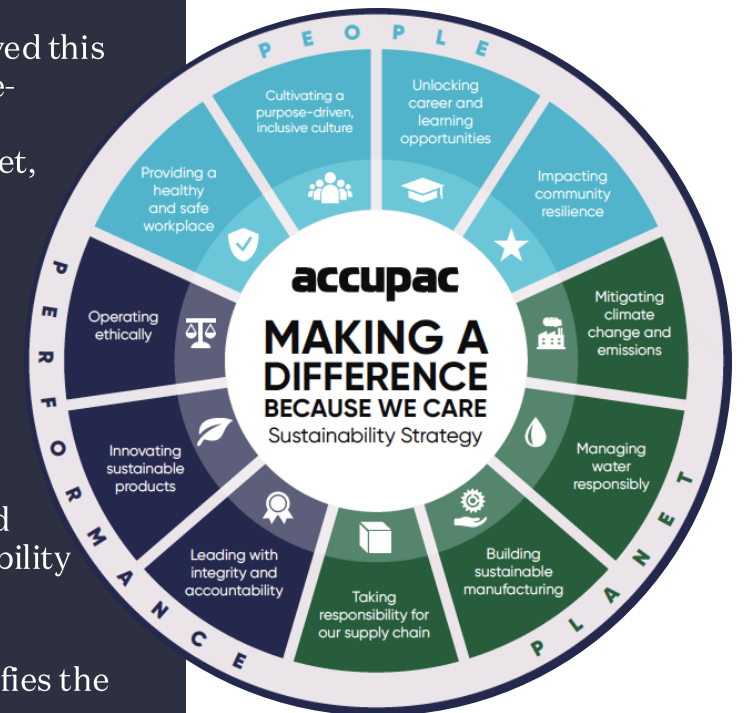 ved this
e-
et,
d
bility
fies the
PEOPLE
Cultivating a
purpose-driven,
inclusive culture
Unlocking
career and
learning
opportunities
Impacting
community
resilience
Providing a
healthy
and safe
workplace
PLANET
Mitigating
climate
change and
emissions
Managing
water
responsibly
Building
sustainable
manufacturing
Taking
responsibility for
our supply chain
PERFORMANCE
Operating
ethically
Innovating
sustainable
products
Leading with
integrity and
accountability
accupac
MAKING A
DIFFERENCE
BECAUSE WE CARE
Sustainability Strategy